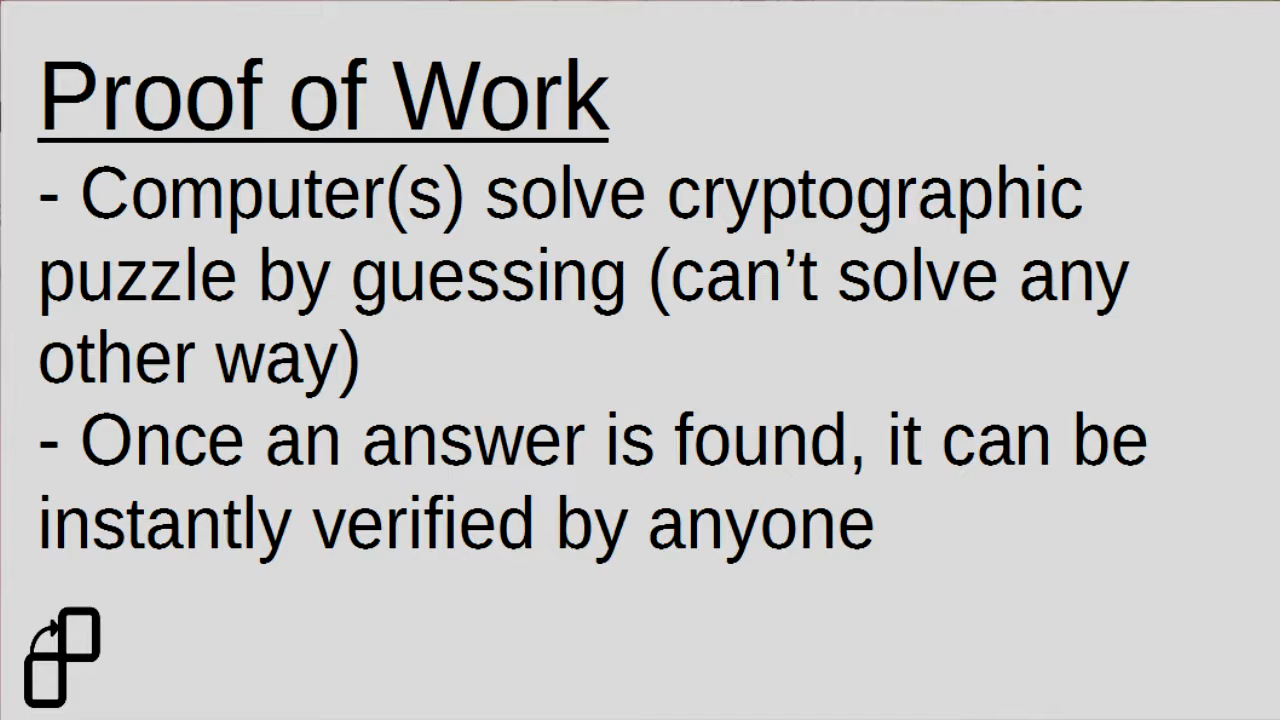 Proof of Work
- Computer(s) solve cryptographic
puzzle by guessing (can’t solve any
other way)
- Once an answer is found, it can be
instantly verified by anyone